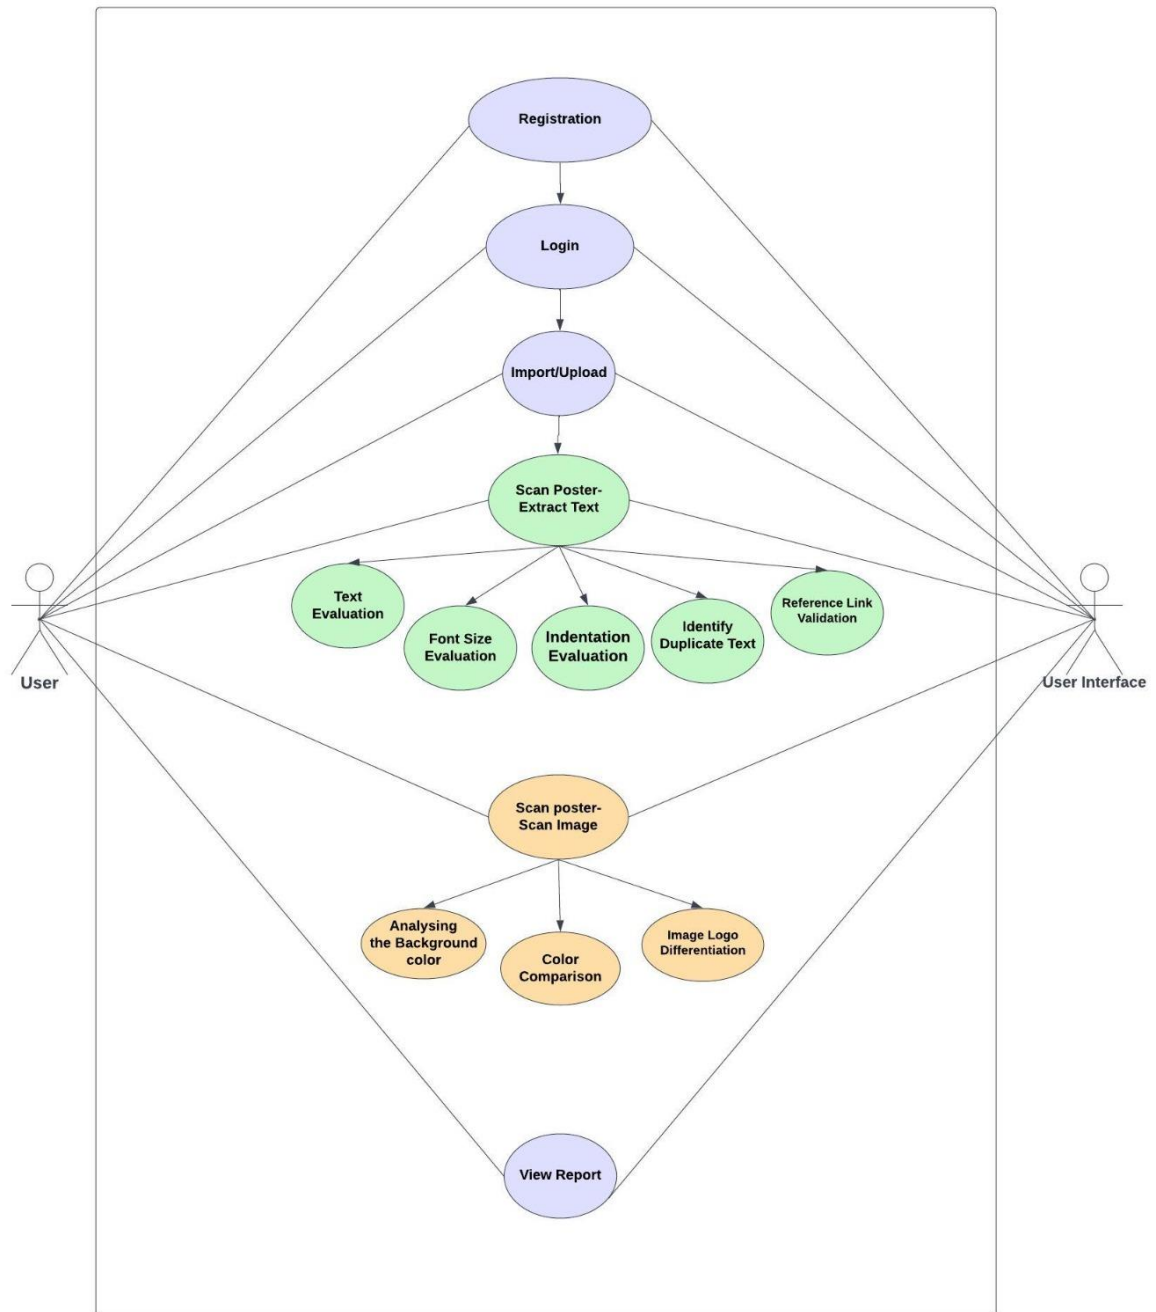 Registration
Login
Import/Upload
Scan Poster-
Extract Text
Text
Evaluation
Font Size
Evaluation
Indentation
Evaluation
Identify
Duplicate Text
Reference Link
Validation
User
User Interface
Scan poster-
Scan Image
Analysing
the Background
color
Color
Comparison
Image Logo
Differentiation
View Report